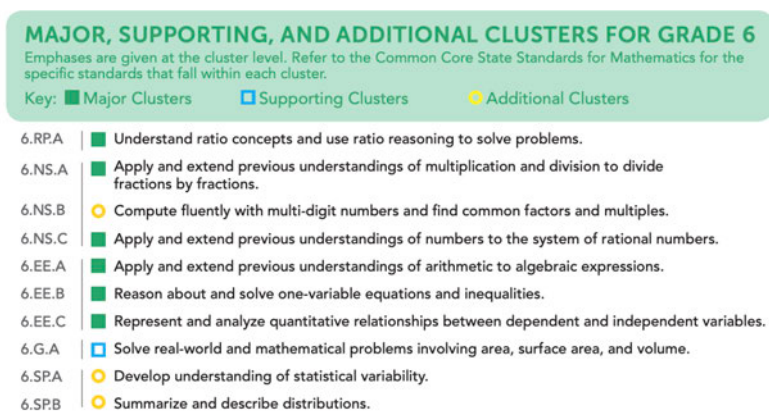 MAJOR, SUPPORTING, AND ADDITIONAL CLUSTERS FOR GRADE 6
Emphases are given at the cluster level. Refer to the Common Core State Standards for Mathematics for the
specific standards that fall within each cluster.
Key: Major Clusters Supporting Clusters Additional Clusters
6.RP.A Understand ratio concepts and use ratio reasoning to solve problems.
6.NS.A Apply and extend previous understandings of multiplication and division to divide
fractions by fractions.
6.NS.B Compute fluently with multi-digit numbers and find common factors and multiples.
6.NS.C Apply and extend previous understandings of numbers to the system of rational numbers.
6.EE.A Apply and extend previous understandings of arithmetic to algebraic expressions.
6.EE.B Reason about and solve one-variable equations and inequalities.
6.EE.C Represent and analyze quantitative relationships between dependent and independent variables.
6.G.A Solve real-world and mathematical problems involving area, surface area, and volume.
6.SP.A Develop understanding of statistical variability.
6.SP.B Summarize and describe distributions.